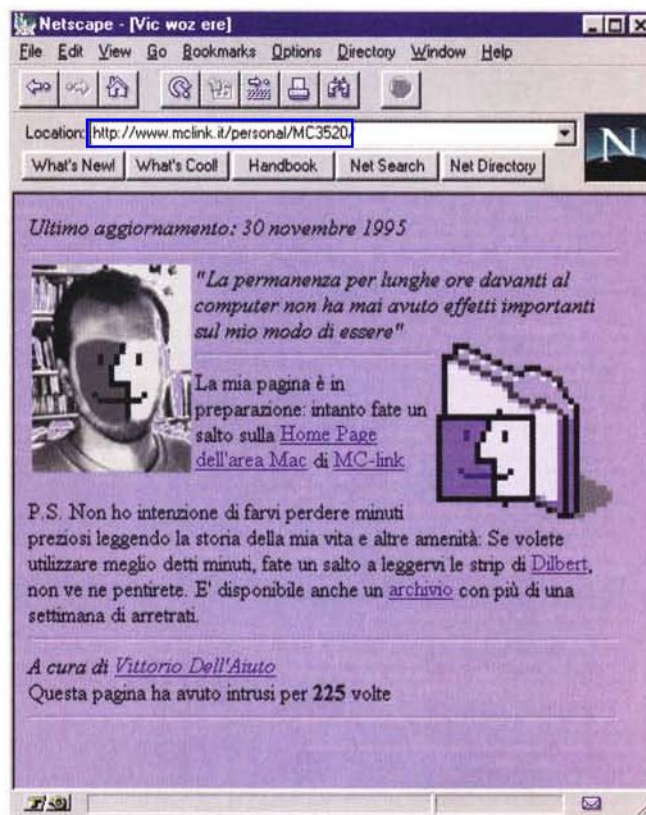 Netscape - [Vic woz ere]
File Edit View Go Bookmarks Options Directory Window Help
Location: http://www.mclink.it/personal/MC3520/
What's New! What's Cool! Handbook Net Search Net Directory
N
Ultimo aggiornamento: 30 novembre 1995
"La permanenza per lunghe ore davanti al
computer non ha mai avuto effetti importanti
sul mio modo di essere"
La mia pagina è in
preparazione: intanto fate un
salto sulla Home Page
dell'area Mac di MC-link
P.S. Non ho intenzione di farvi perdere minuti
preziosi leggendo la storia della mia vita e altre amenità: Se volete
utilizzare meglio detti minuti, fate un salto a leggervi le strip di Dilbert,
non ve ne pentirete. E' disponibile anche un archivio con più di una
settimana di arretrati.
A cura di Vittorio Dell'Aiuto
Questa pagina ha avuto intrusi per 225 volte